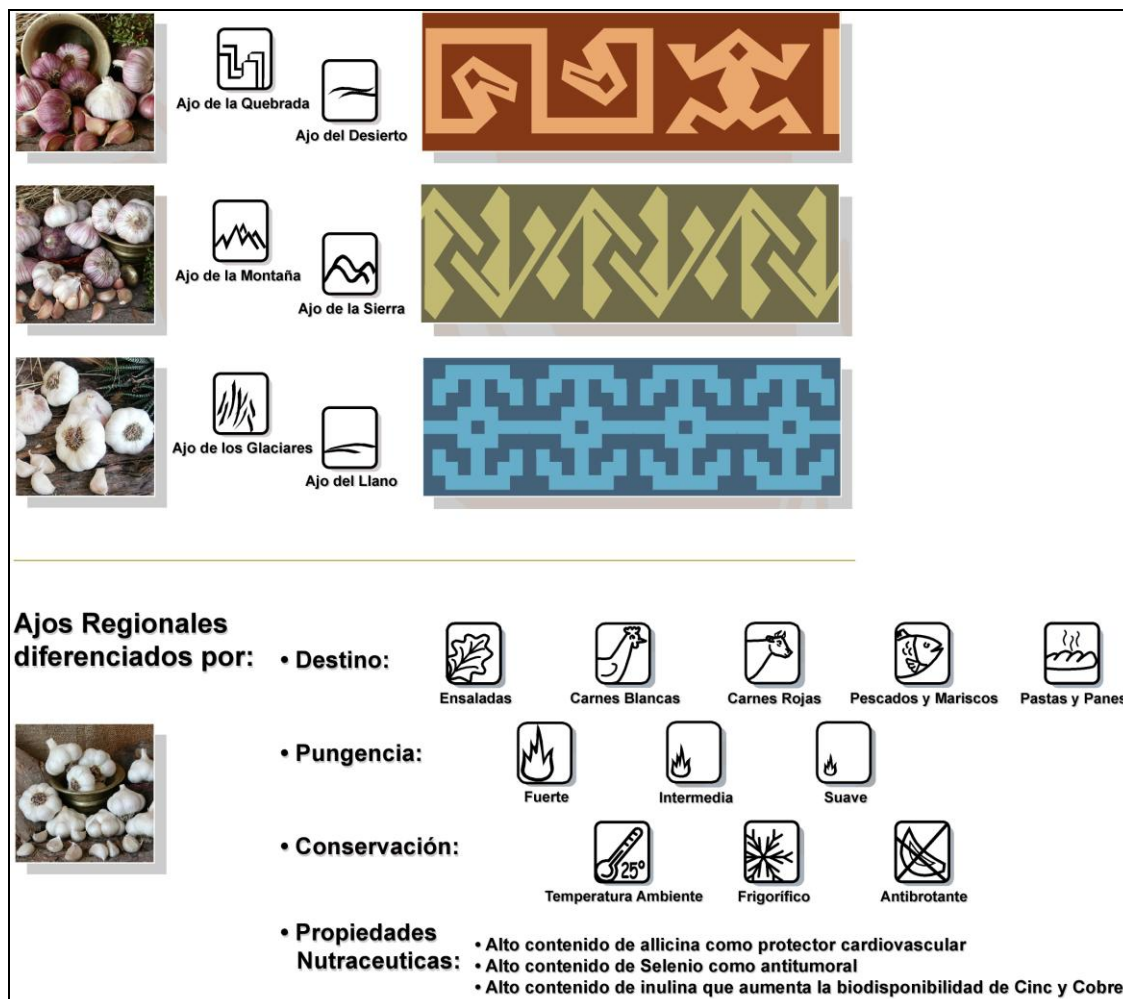 Ajo de la Quebrada
Ajo del Desierto
Ajo de la Montaña
Ajo de la Sierra
Ajo de los Glaciares
Ajo del Llano
Ajos Regionales
diferenciados por:
• Destino:
Ensaladas
Carnes Blancas
Carnes Rojas
Pescados y Mariscos
Pastas y Panes
• Pungencia:
Fuerte
Intermedia
Suave
• Conservación:
25º
Temperatura Ambiente
Frigorífico
Antibrotante
• Propiedades
Nutraceuticas:
• Alto contenido de allicina como protector cardiovascular
• Alto contenido de Selenio como antitumoral
• Alto contenido de inulina que aumenta la biodisponibilidad de Cinc y Cobre